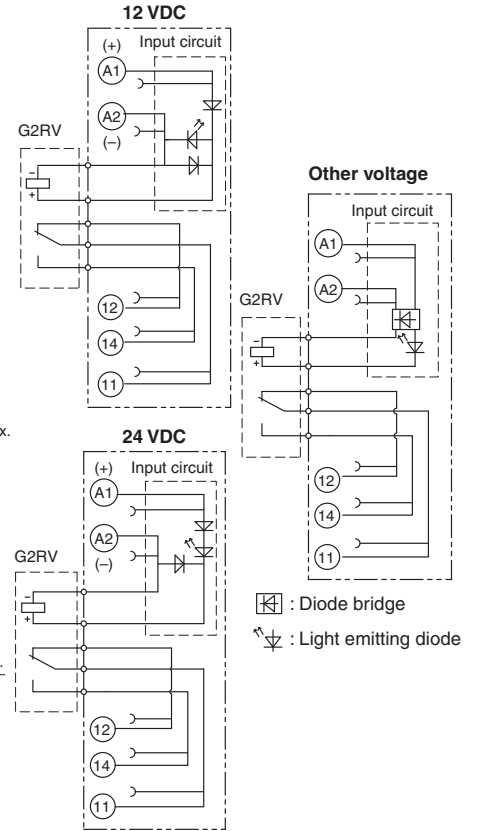 12 VDC
(+)
Input circuit
A1
A2
(−)
G2RV
−
+
12
14
11
Other voltage
Input circuit
A1
A2
G2RV
−
+
12
14
11
x.
24 VDC
(+)
Input circuit
A1
A2
(−)
G2RV
−
+
12
14
11
: Diode bridge
: Light emitting diode